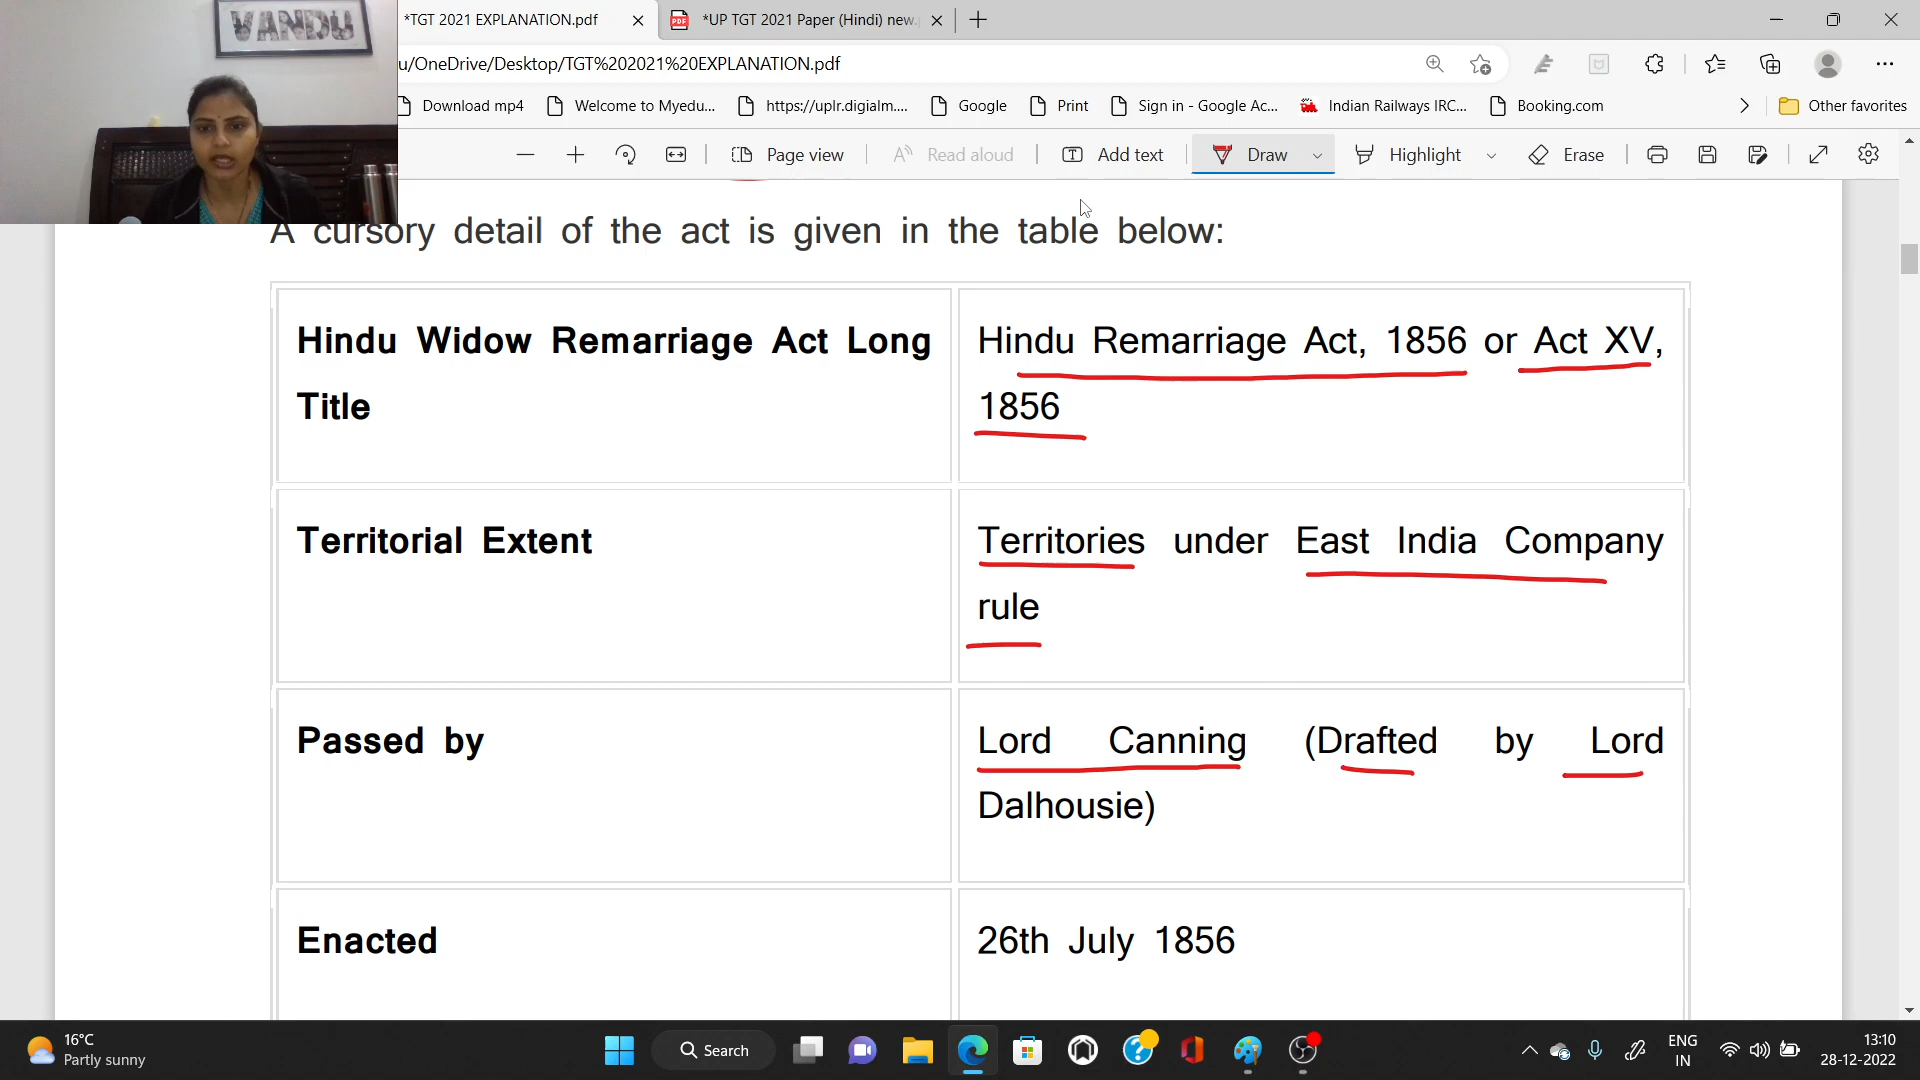 VANDU
*TGT 2021 EXPLANATION.pdf
*UP TGT 2021 Paper (Hindi) new.
u/OneDrive/Desktop/TGT%202021%20EXPLANATION.pdf
Download mp4
Welcome to Myedu...
https://uplr.digialm....
Google
Print
Sign in - Google Ac...
Indian Railways IRC...
Booking.com
Other favorites
Page view
Read aloud
Add text
Draw
Highlight
Erase
A cursory detail of the act is given in the table below:
Hindu Widow Remarriage Act Long
Title
Hindu Remarriage Act, 1856 or Act XV,
1856
Territorial Extent
Territories under East India Company
rule
Passed by
Lord Canning (Drafted by Lord
Dalhousie)
Enacted
26th July 1856
16°C
Partly sunny
Search
ENG
IN
13:10
28-12-2022